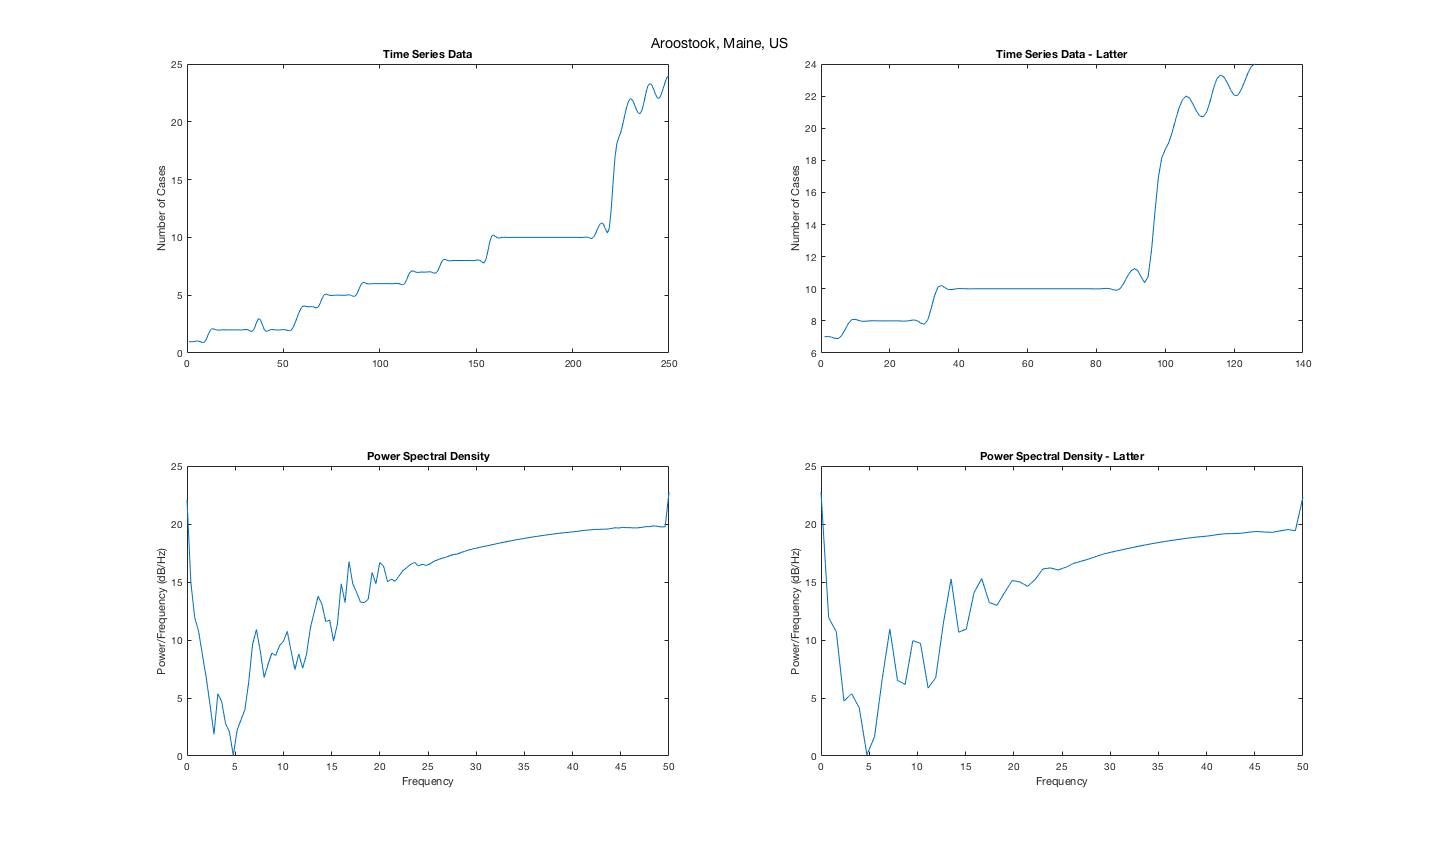 Aroostook, Maine, US
Time Series Data
25
20
15
10
5
0
Number of Cases
0 50 100 150 200 250
Time Series Data - Latter
24
22
20
18
16
14
12
10
8
6
Number of Cases
0 20 40 60 80 100 120 140
Power Spectral Density
25
20
15
10
5
0
Power/Frequency (dB/Hz)
0 5 10 15 20 25 30 35 40 45 50
Frequency
Power Spectral Density - Latter
25
20
15
10
5
0
Power/Frequency (dB/Hz)
0 5 10 15 20 25 30 35 40 45 50
Frequency